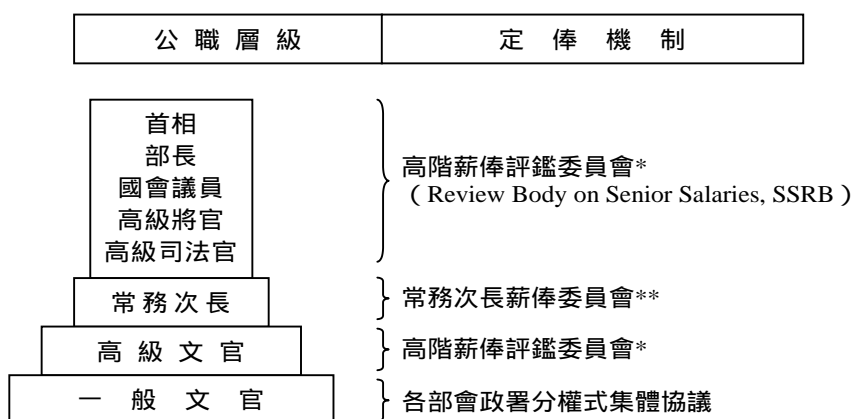 公職層級 定俸機制
首相
部長
國會議員
高級將官
高級司法官
高階薪俸評鑑委員會*
（Review Body on Senior Salaries, SSRB）
常務次長 常務次長薪俸委員會**
高級文官 高階薪俸評鑑委員會*
一般文官 各部會政署分權式集體協議